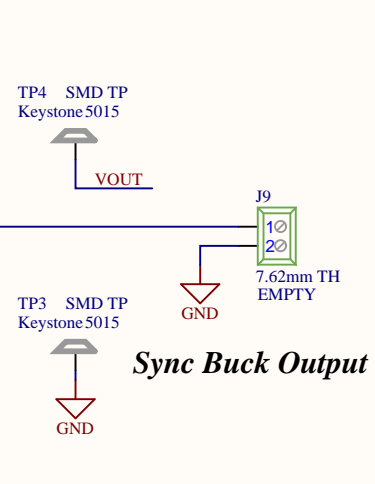 TP4 SMD TP
Keystone 5015
VOUT
J9
1
2
7.62mm TH
EMPTY
GND
TP3 SMD TP
Keystone 5015
Sync Buck Output
GND